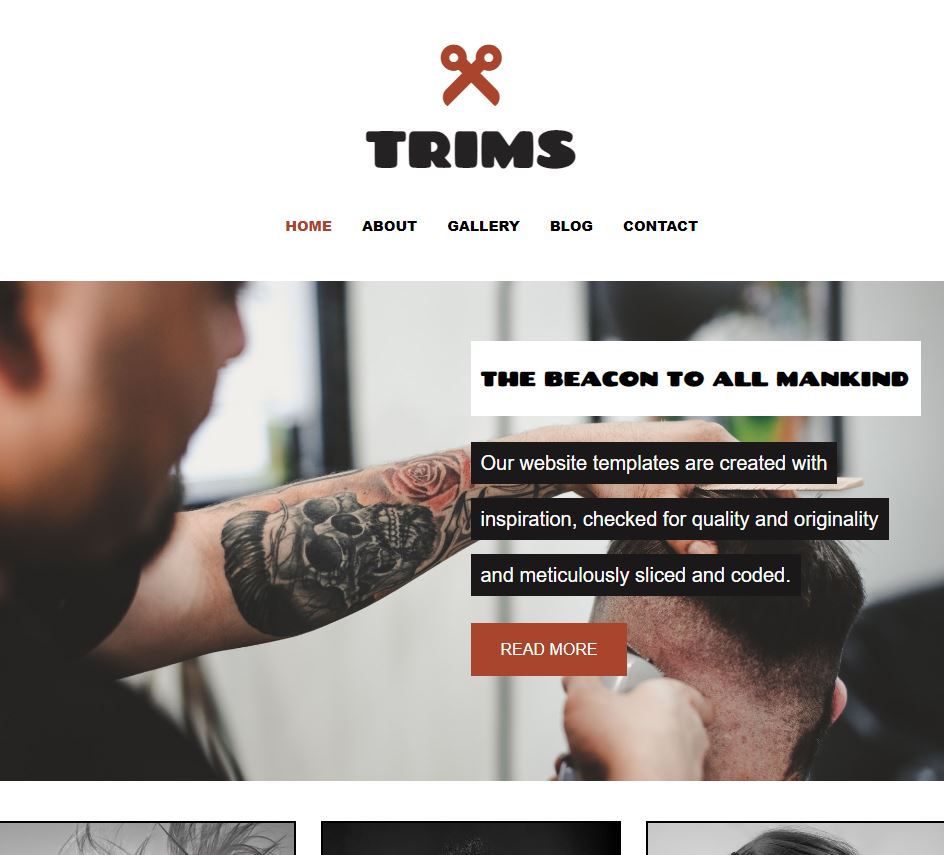 TRIMS
HOME ABOUT GALLERY BLOG CONTACT
THE BEACON TO ALL MANKIND
Our website templates are created with
inspiration, checked for quality and originality
and meticulously sliced and coded.
READ MORE